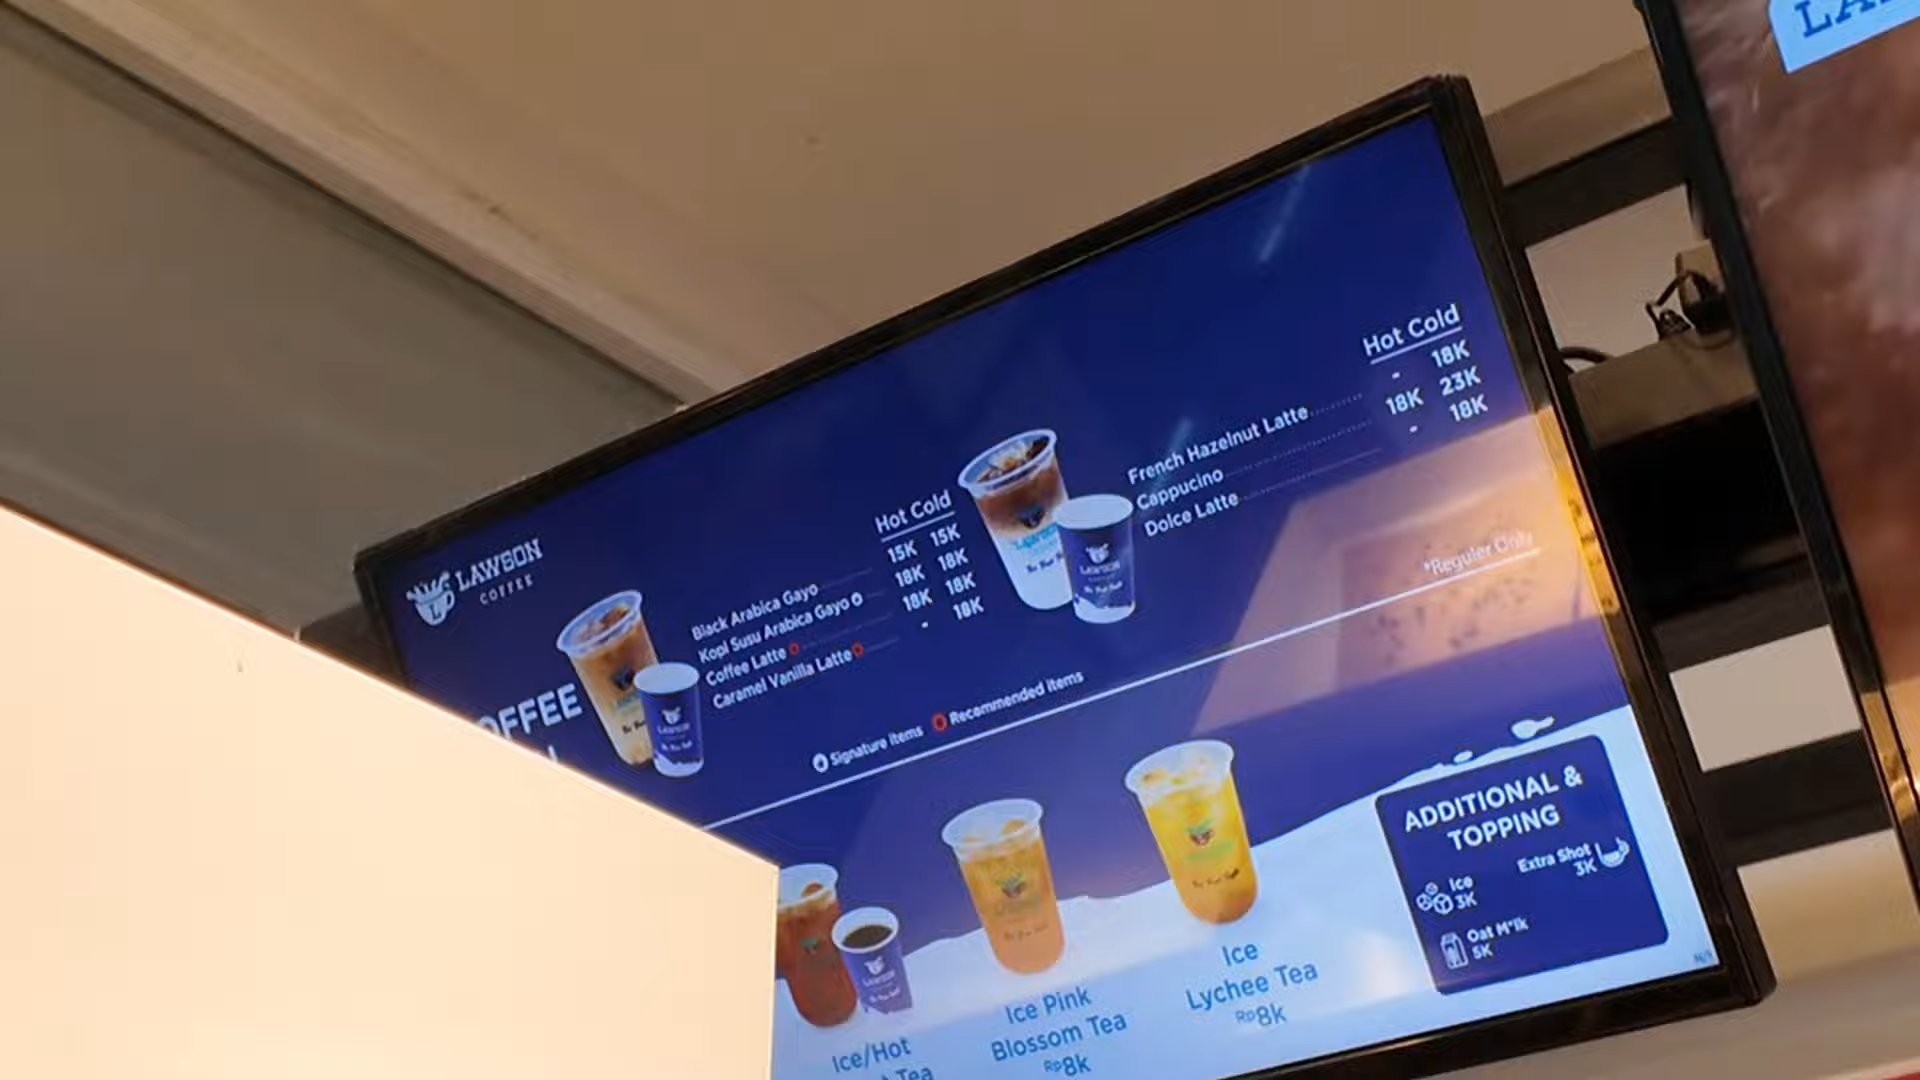 LAWSON
COFFEE
Hot Cold
Black Arabica Gayo 15K 15K
Kopi Susu Arabica Gayo 18K 18K
Coffee Latte 18K 18K
Caramel Vanilla Latte - 18K
Signature items Recommended items
Hot Cold
French Hazelnut Latte - 18K
Cappucino 18K 23K
Dolce Latte - 18K
*Reguler Only
Ice/Hot
Tea
Ice Pink
Blossom Tea
Rp8k
Ice
Lychee Tea
Rp8k
ADDITIONAL &
TOPPING
Extra Shot
3K
Ice
3K
Oat M*lk
5K